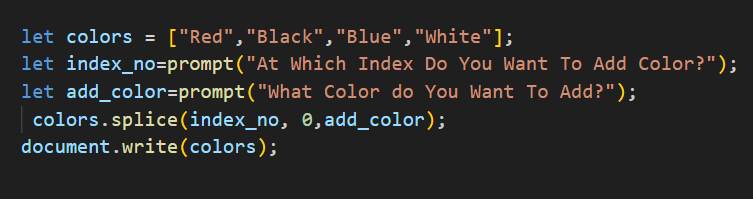 let colors = ["Red","Black","Blue","White"];
let index_no=prompt("At Which Index Do You Want To Add Color?");
let add_color=prompt("What Color do You Want To Add?");
 colors.splice(index_no, 0,add_color);
document.write(colors);